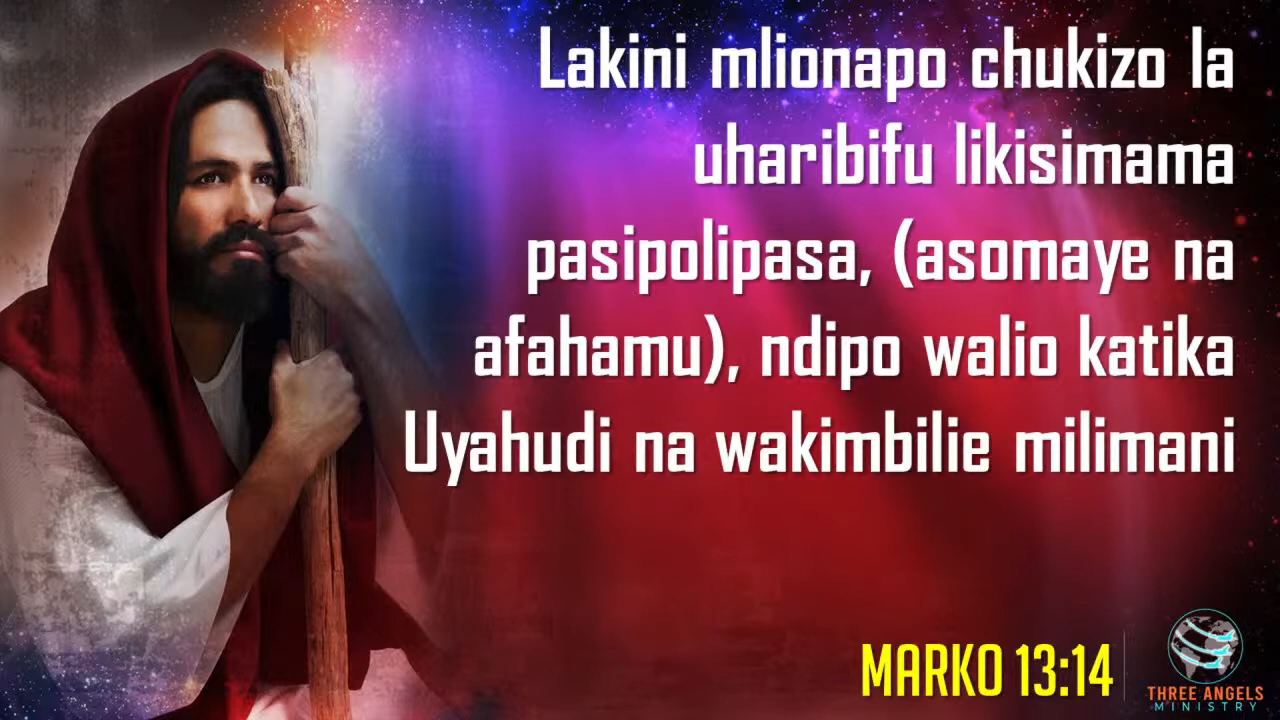 Lakini mlionapo chukizo la
uharibifu likisimama
pasipolipasa, (asomaye na
afahamu), ndipo walio katika
Uyahudi na wakimbilie milimani
MARKO 13:14
THREE ANGELS
MINISTRY